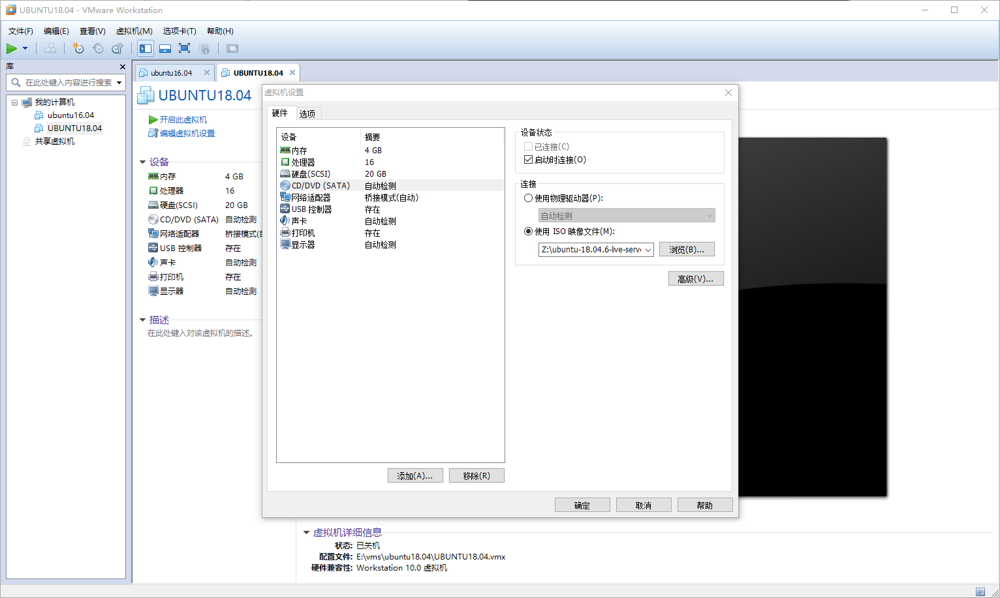 UBUNTU18.04 - VMware Workstation
文件(F) 编辑(E) 查看(V) 虚拟机(M) 选项卡(T) 帮助(H)
库
在此处键入内容进行搜索
我的计算机
ubuntu16.04
UBUNTU18.04
共享虚拟机
ubuntu16.04
UBUNTU18.04
UBUNTU18.04
开启此虚拟机
编辑虚拟机设置
设备
内存 4 GB
处理器 16
硬盘(SCSI) 20 GB
CD/DVD (SATA) 自动检测
网络适配器 桥接模式(自
USB 控制器 存在
声卡 自动检测
打印机 存在
显示器 自动检测
描述
在此处键入对该虚拟机的描述。
虚拟机设置
硬件 选项
设备 摘要
内存 4 GB
处理器 16
硬盘(SCSI) 20 GB
CD/DVD (SATA) 自动检测
网络适配器 桥接模式(自动)
USB 控制器 存在
声卡 自动检测
打印机 存在
显示器 自动检测
添加(A)... 移除(R)
设备状态
已连接(C)
启动时连接(O)
连接
使用物理驱动器(P):
自动检测
使用 ISO 映像文件(M):
Z:\ubuntu-18.04.6-live-serv 浏览(B)...
高级(V)...
确定 取消 帮助
虚拟机详细信息
状态: 已关机
配置文件: E:\vms\ubuntu18.04\UBUNTU18.04.vmx
硬件兼容性: Workstation 10.0 虚拟机